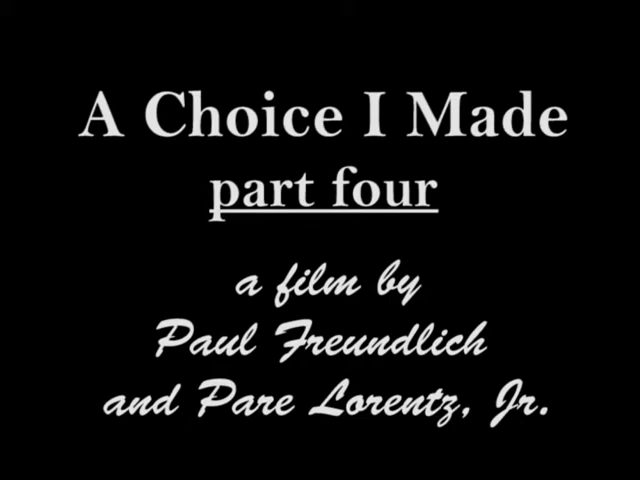 A Choice I Made
part four
a film by
Paul Freundlich
and Pare Lorentz, Jr.